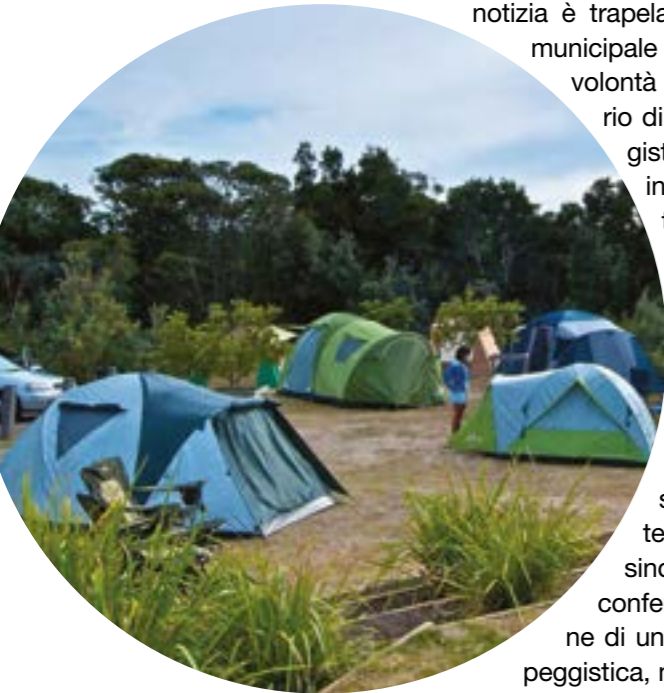 notizia è trapela
municipale
volontà
rio di
gist
in
t
s
te
sind
confe
ne di un
peggistica, r